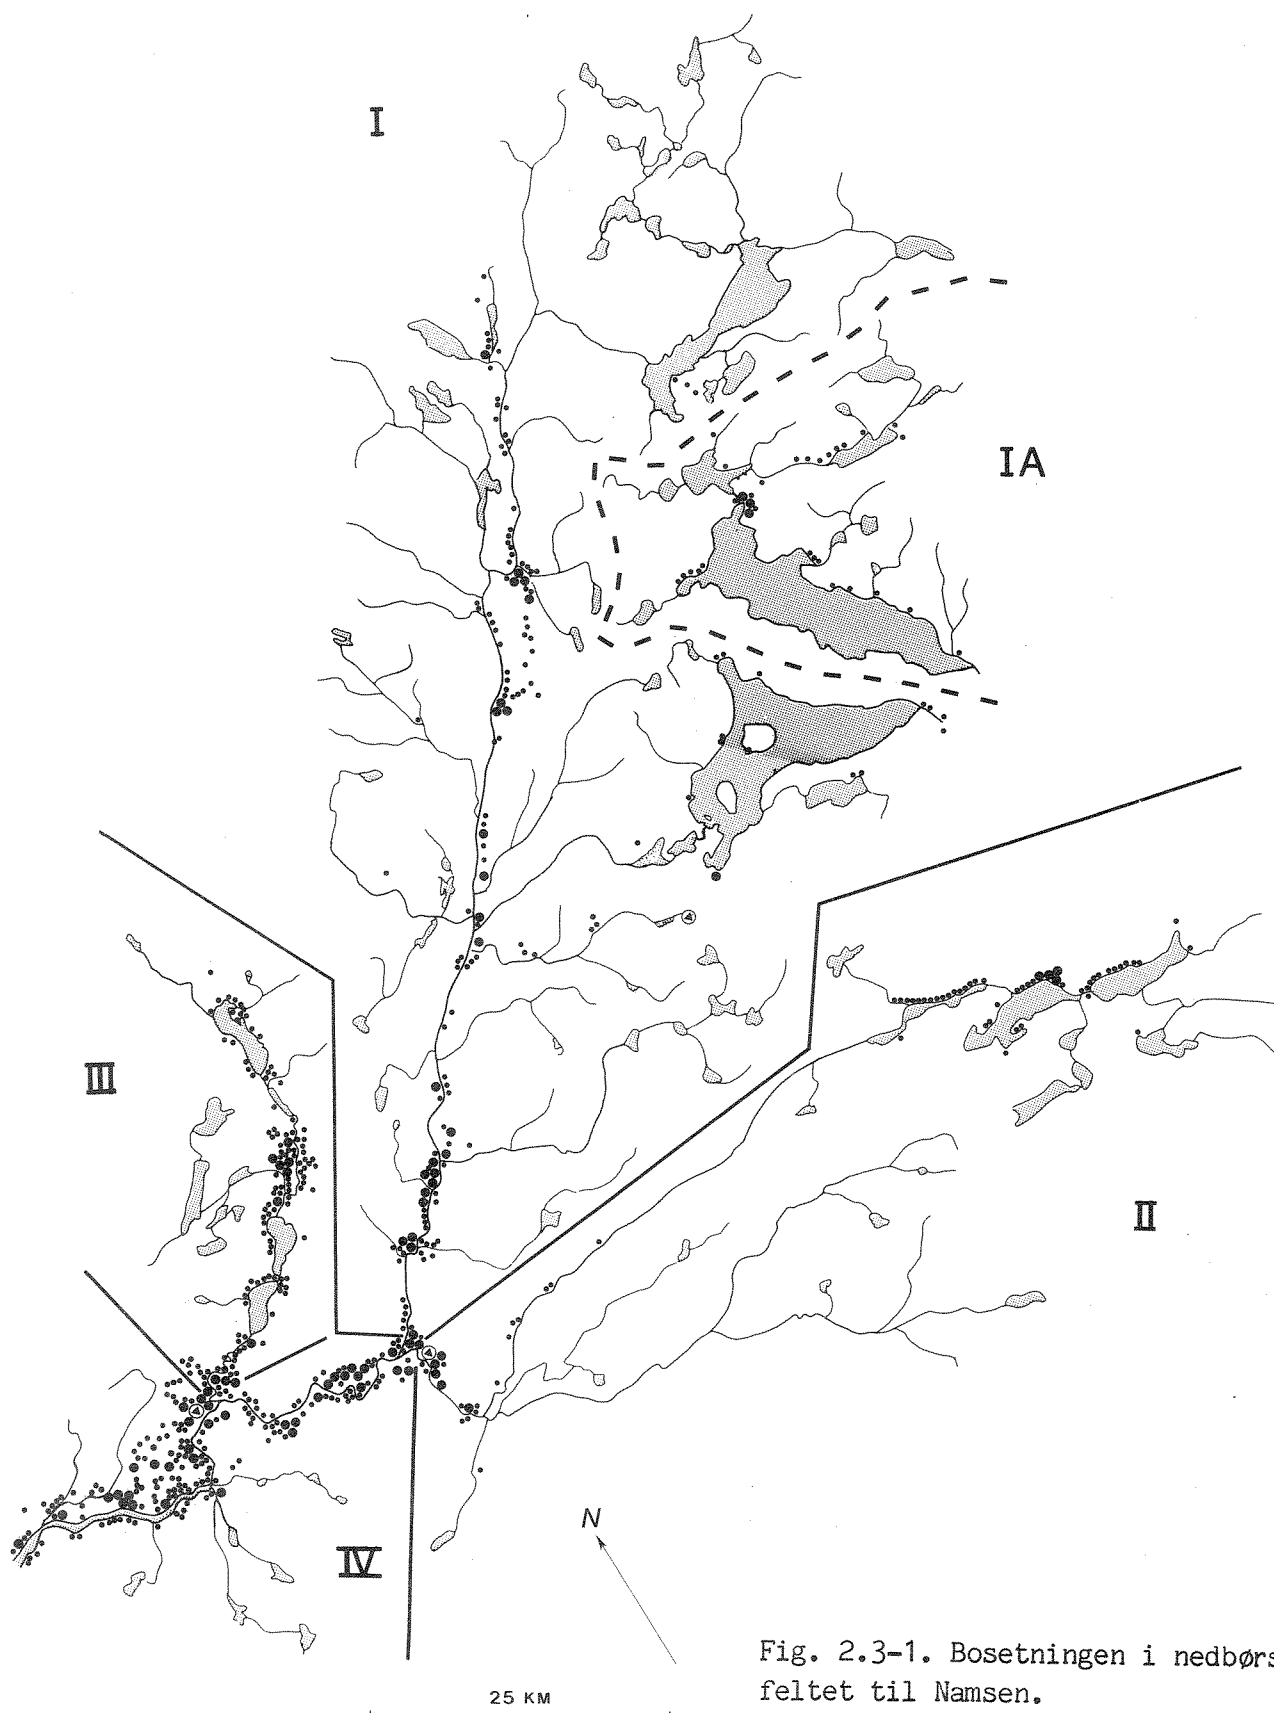 I
IA
III
II
N
IV
Fig. 2.3-1. Bosetningen i nedbørs
feltet til Namsen.
25 KM